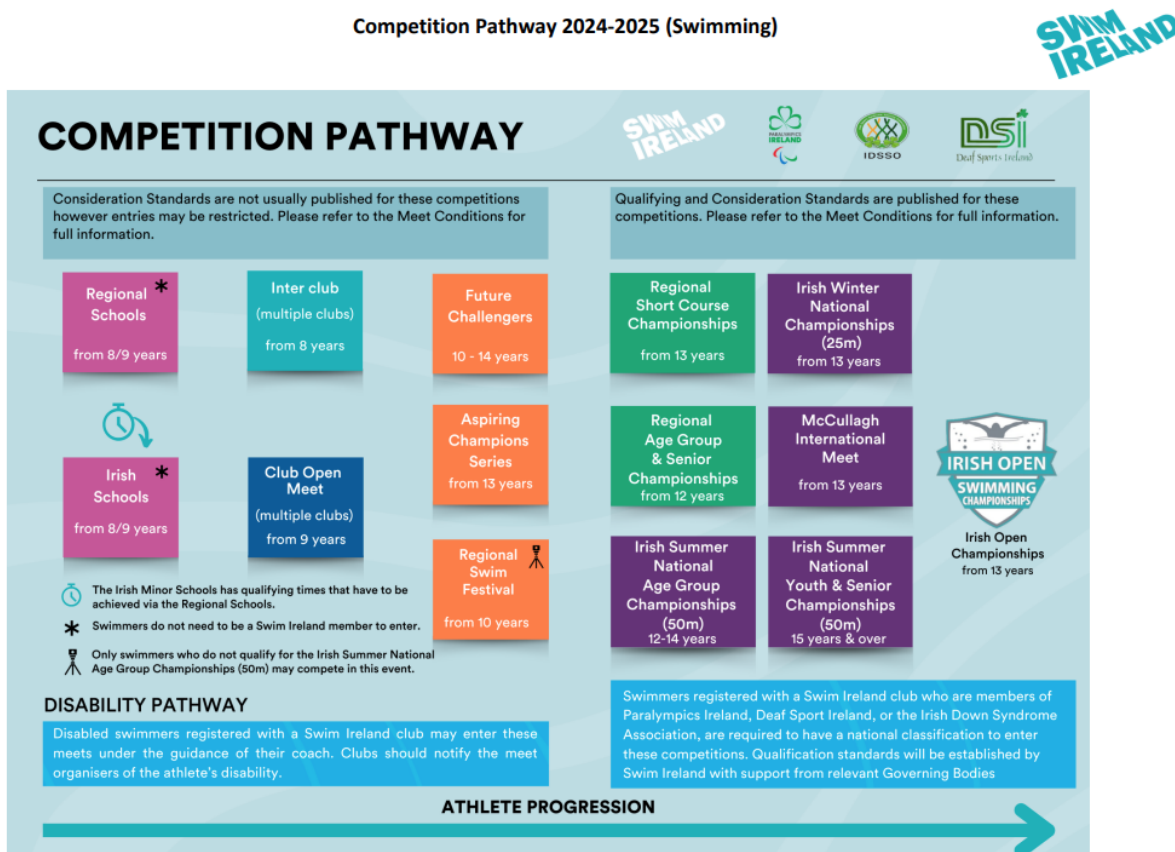 Competition Pathway 2024-2025 (Swimming)
SWIM
IRELAND
COMPETITION PATHWAY
SWIM
IRELAND
PARALYMPICS
IRELAND
IDSSO
DSi
Deaf Sports Ireland
Consideration Standards are not usually published for these competitions
however entries may be restricted. Please refer to the Meet Conditions for
full information.
Qualifying and Consideration Standards are published for these
competitions. Please refer to the Meet Conditions for full information.
Regional *
Schools
from 8/9 years
Inter club
(multiple clubs)
from 8 years
Future
Challengers
10 - 14 years
Regional
Short Course
Championships
from 13 years
Irish Winter
National
Championships
(25m)
from 13 years
Aspiring
Champions
Series
from 13 years
Regional
Age Group
& Senior
Championships
from 12 years
McCullagh
International
Meet
from 13 years
IRISH OPEN
SWIMMING
CHAMPIONSHIPS
Irish Open
Championships
from 13 years
Irish *
Schools
from 8/9 years
Club Open
Meet
(multiple clubs)
from 9 years
Regional
Swim
Festival
from 10 years
Irish Summer
National
Age Group
Championships
(50m)
12-14 years
Irish Summer
National
Youth & Senior
Championships
(50m)
15 years & over
The Irish Minor Schools has qualifying times that have to be
achieved via the Regional Schools.
* Swimmers do not need to be a Swim Ireland member to enter.
Only swimmers who do not qualify for the Irish Summer National
Age Group Championships (50m) may compete in this event.
DISABILITY PATHWAY
Disabled swimmers registered with a Swim Ireland club may enter these
meets under the guidance of their coach. Clubs should notify the meet
organisers of the athlete's disability.
Swimmers registered with a Swim Ireland club who are members of
Paralympics Ireland, Deaf Sport Ireland, or the Irish Down Syndrome
Association, are required to have a national classification to enter
these competitions. Qualification standards will be established by
Swim Ireland with support from relevant Governing Bodies
ATHLETE PROGRESSION